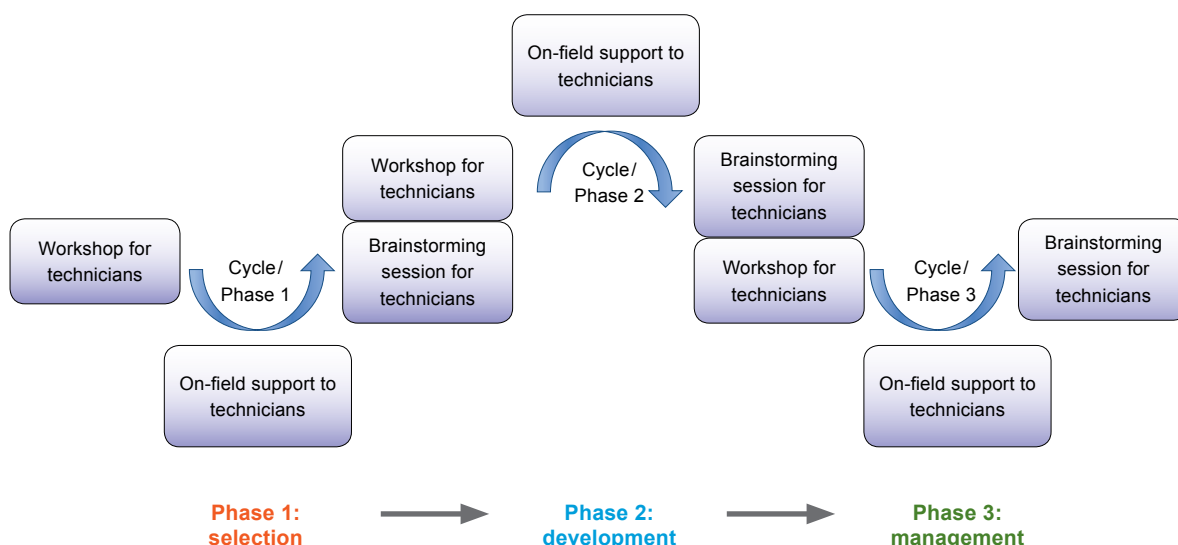 On-field support to
technicians
Workshop for
technicians
Cycle/
Phase 2
Brainstorming
session for
technicians
Workshop for
technicians
Cycle/
Phase 1
Brainstorming
session for
technicians
Workshop for
technicians
Cycle/
Phase 3
Brainstorming
session for
technicians
On-field support to
technicians
On-field support to
technicians
Phase 1:
selection
Phase 2:
development
Phase 3:
management